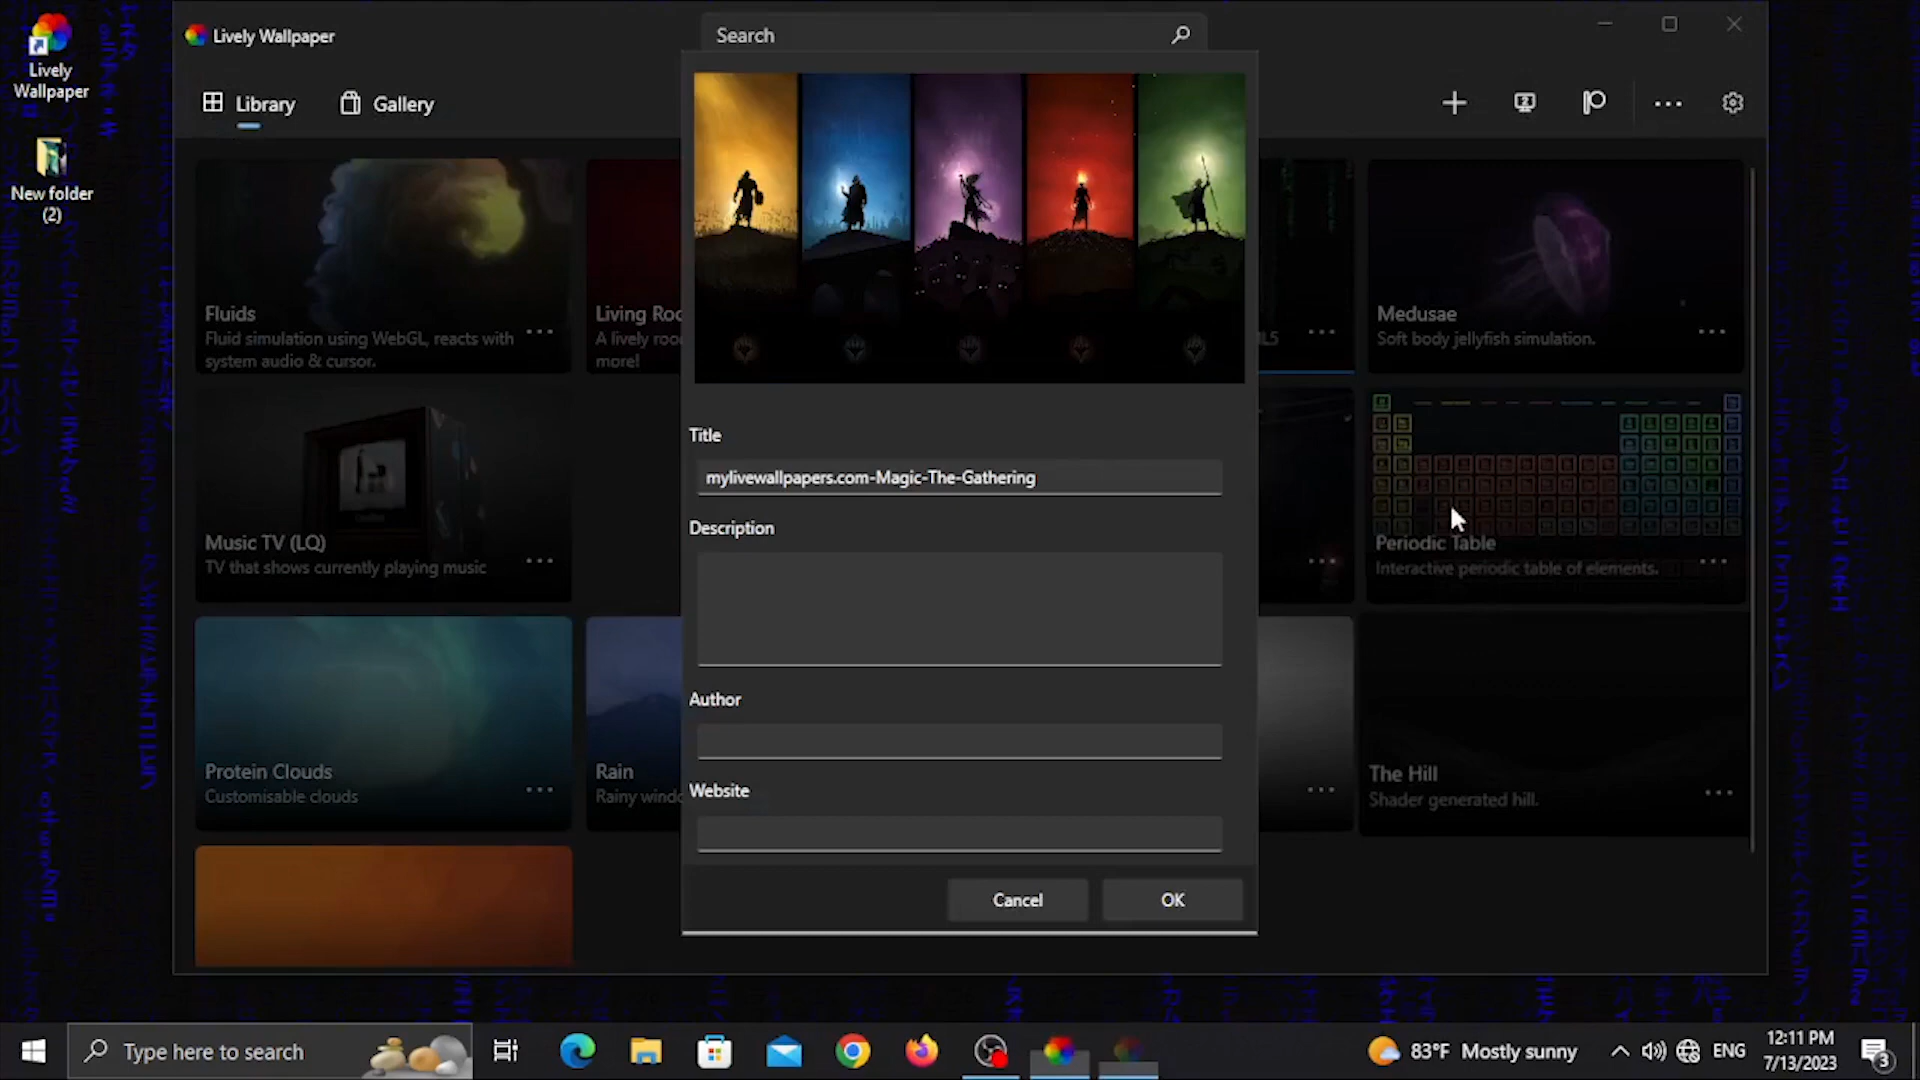 Lively
Wallpaper
New folder
(2)
Lively Wallpaper
Search
Library
Gallery
Fluids
Fluid simulation using WebGL, reacts with
system audio & cursor.
Living Roo
A lively roo
more!
L5
Medusae
Soft body jellyfish simulation.
Music TV (LQ)
TV that shows currently playing music
Periodic Table
Interactive periodic table of elements.
Protein Clouds
Customisable clouds
Rain
Rainy windo
The Hill
Shader generated hill.
Title
mylivewallpapers.com-Magic-The-Gathering
Description
Author
Website
Cancel
OK
Type here to search
83°F Mostly sunny
ENG
12:11 PM
7/13/2023
3